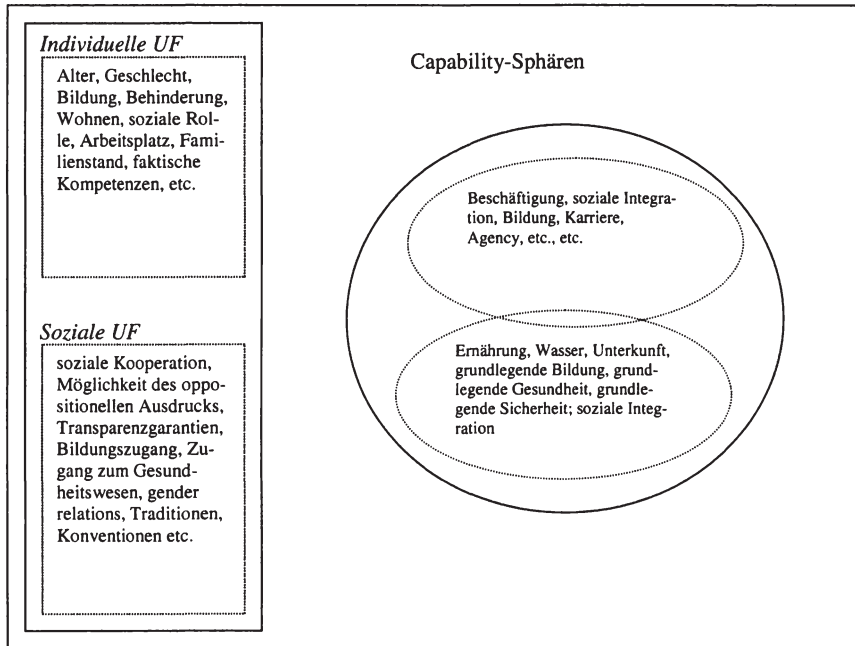 Individuelle UF
Alter, Geschlecht,
Bildung, Behinderung,
Wohnen, soziale Rol-
le, Arbeitsplatz, Fami-
lienstand, faktische
Kompetenzen, etc.
Soziale UF
soziale Kooperation,
Möglichkeit des oppo-
sitionellen Ausdrucks,
Transparenzgarantien,
Bildungszugang, Zu-
gang zum Gesund-
heitswesen, gender
relations, Traditionen,
Konventionen etc.
Capability-Sphären
Beschäftigung, soziale Integra-
tion, Bildung, Karriere,
Agency, etc., etc.
Ernährung, Wasser, Unterkunft,
grundlegende Bildung, grund-
legende Gesundheit, grundle-
gende Sicherheit; soziale Integ-
ration